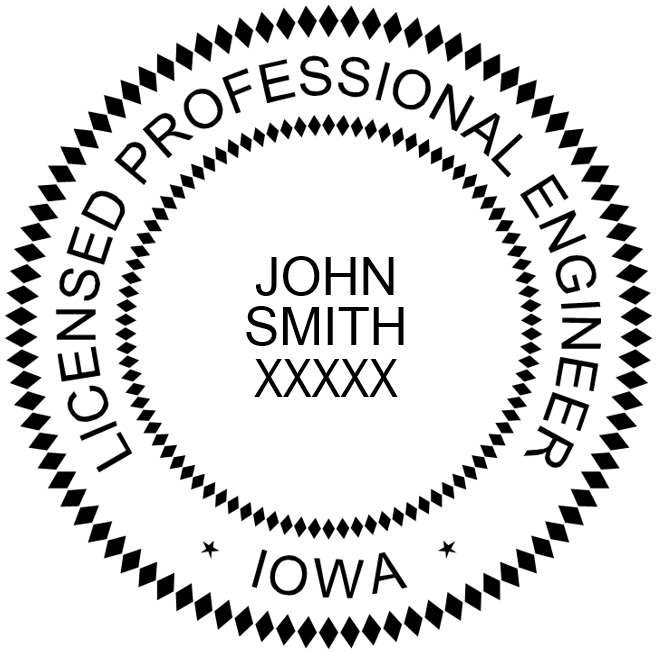 LICENSED PROFESSIONAL ENGINEER
JOHN
SMITH
XXXXX
IOWA